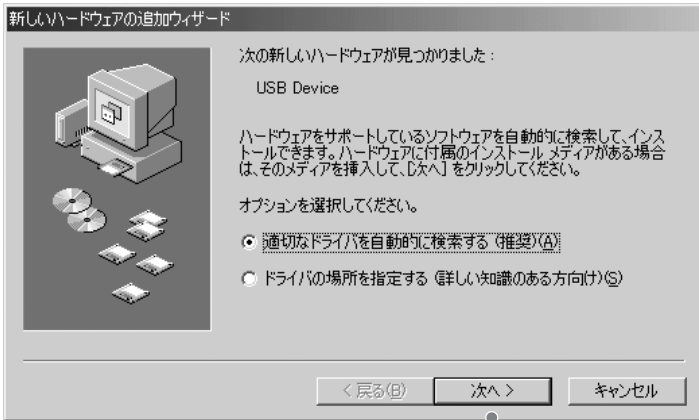 新しいハードウェアの追加ウィザード
次の新しいハードウェアが見つかりました：
USB Device
ハードウェアをサポートしているソフトウェアを自動的に検索して、インス
トールできます。ハードウェアに付属のインストール メディアがある場合
は、そのメディアを挿入して、[次へ] をクリックしてください。
オプションを選択してください。
適切なドライバを自動的に検索する (推奨)(A)
ドライバの場所を指定する (詳しい知識のある方向け)(S)
< 戻る(B)
次へ >
キャンセル